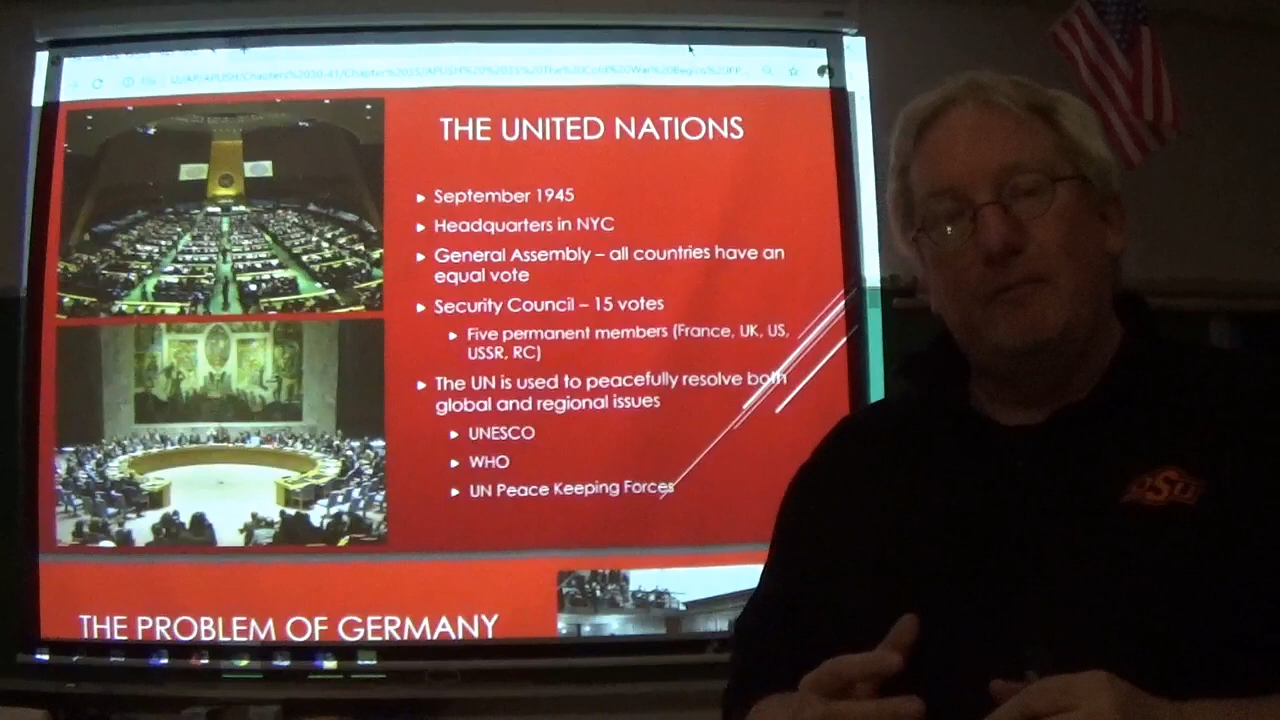 THE UNITED NATIONS
▸ September 1945
▸ Headquarters in NYC
▸ General Assembly – all countries have an
equal vote
▸ Security Council – 15 votes
▸ Five permanent members (France, UK, US,
USSR, RC)
▸ The UN is used to peacefully resolve both
global and regional issues
▸ UNESCO
▸ WHO
▸ UN Peace Keeping Forces
THE PROBLEM OF GERMANY
OSU